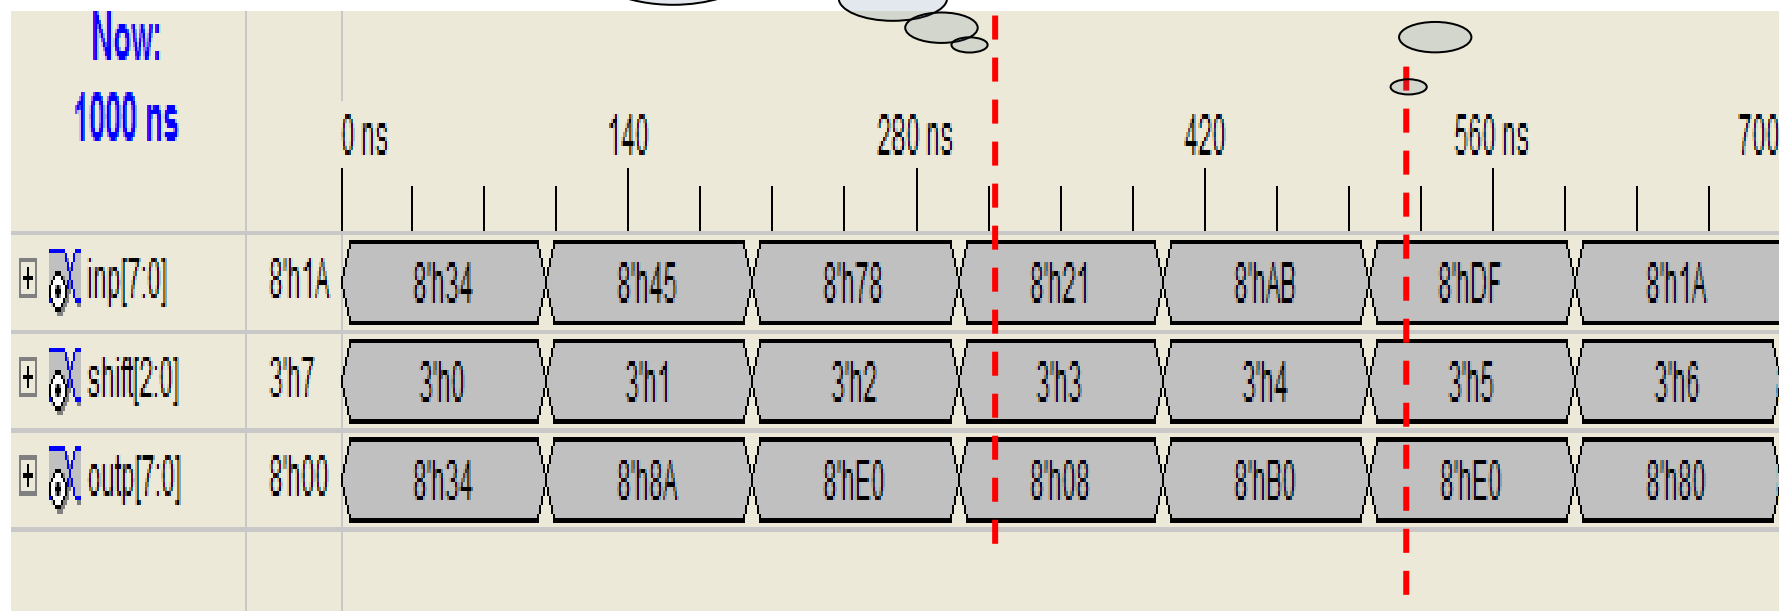 Now:
1000 ns
0 ns 140 280 ns 420 560 ns 700
inp[7:0] 8'h1A 8'h34 8'h45 8'h78 8'h21 8'hAB 8'hDF 8'h1A
shift[2:0] 3'h7 3'h0 3'h1 3'h2 3'h3 3'h4 3'h5 3'h6
outp[7:0] 8'h00 8'h34 8'h8A 8'hE0 8'h08 8'hB0 8'hE0 8'h80